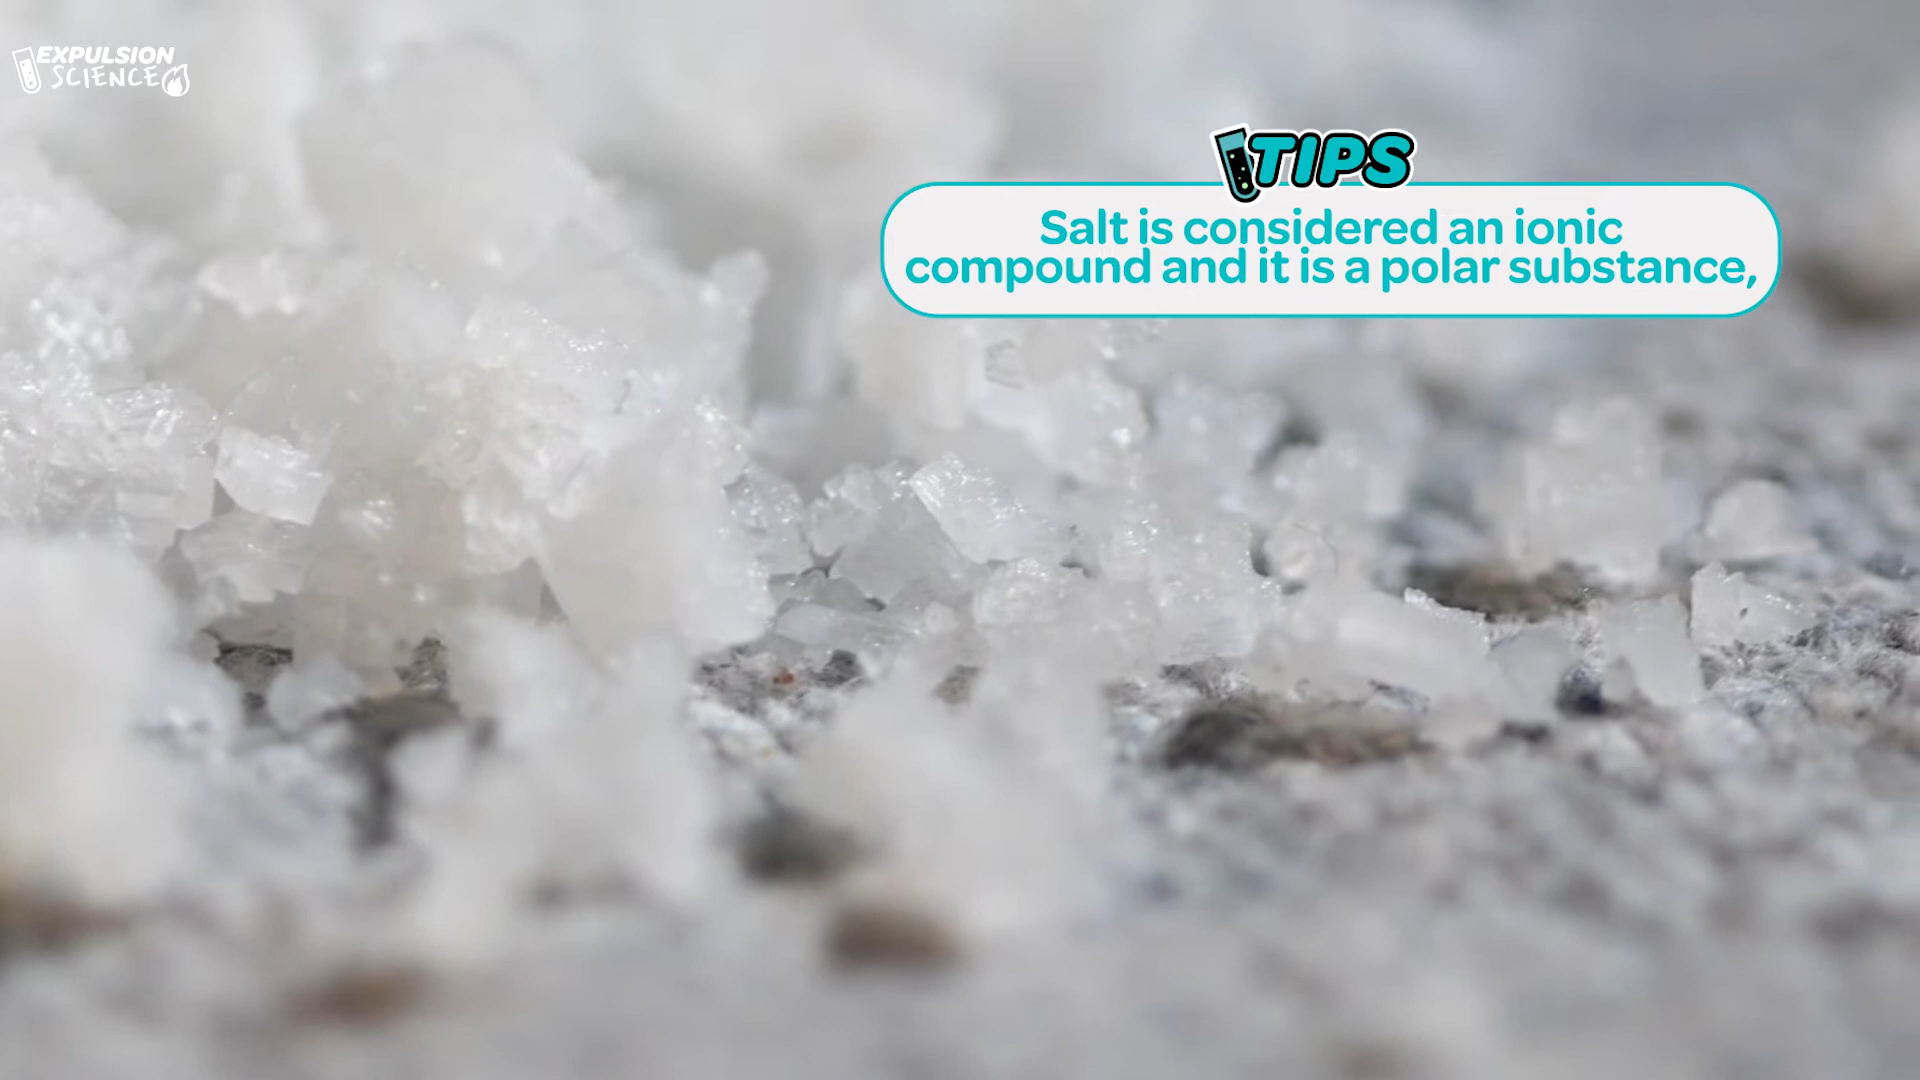 EXPULSION
SCIENCE
TIPS
Salt is considered an ionic
compound and it is a polar substance,